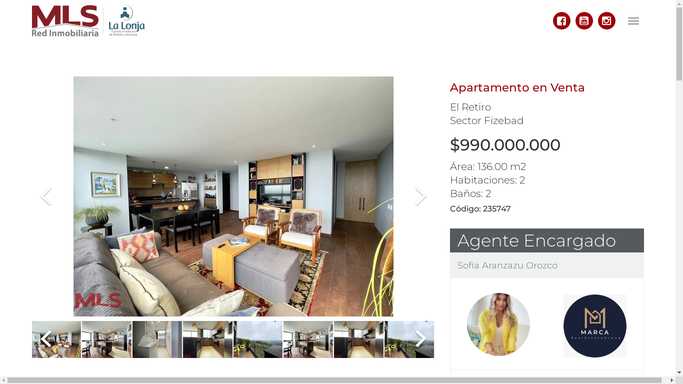 MLS
Red Inmobiliaria
La Lonja
Apartamento en Venta
El Retiro
Sector Fizebad
$990.000.000
Área: 136.00 m2
Habitaciones: 2
Baños: 2
Código: 235747
Agente Encargado
Sofia Aranzazu Orozco
MLS
MARCA